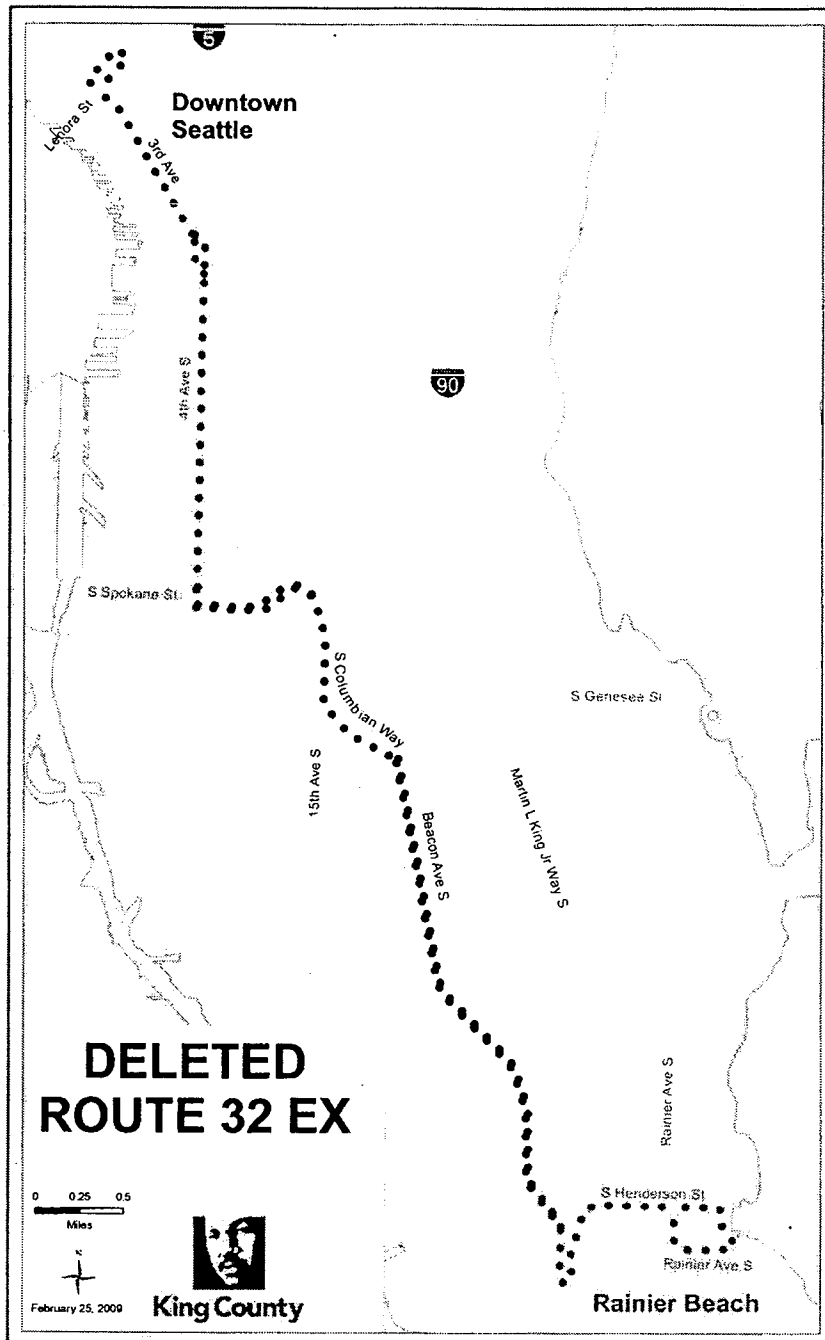 5
Downtown
Seattle
Lenora St
3rd Ave
90
4th Ave S
S Spokane St
S Columbian Way
S Genesee St
15th Ave S
Martin L King Jr Way S
Beacon Ave S
DELETED
ROUTE 32 EX
Rainier Ave S
0 0.25 0.5
Miles
S Henderson St
N
Rainier Ave S
February 25, 2009
King County
Rainier Beach